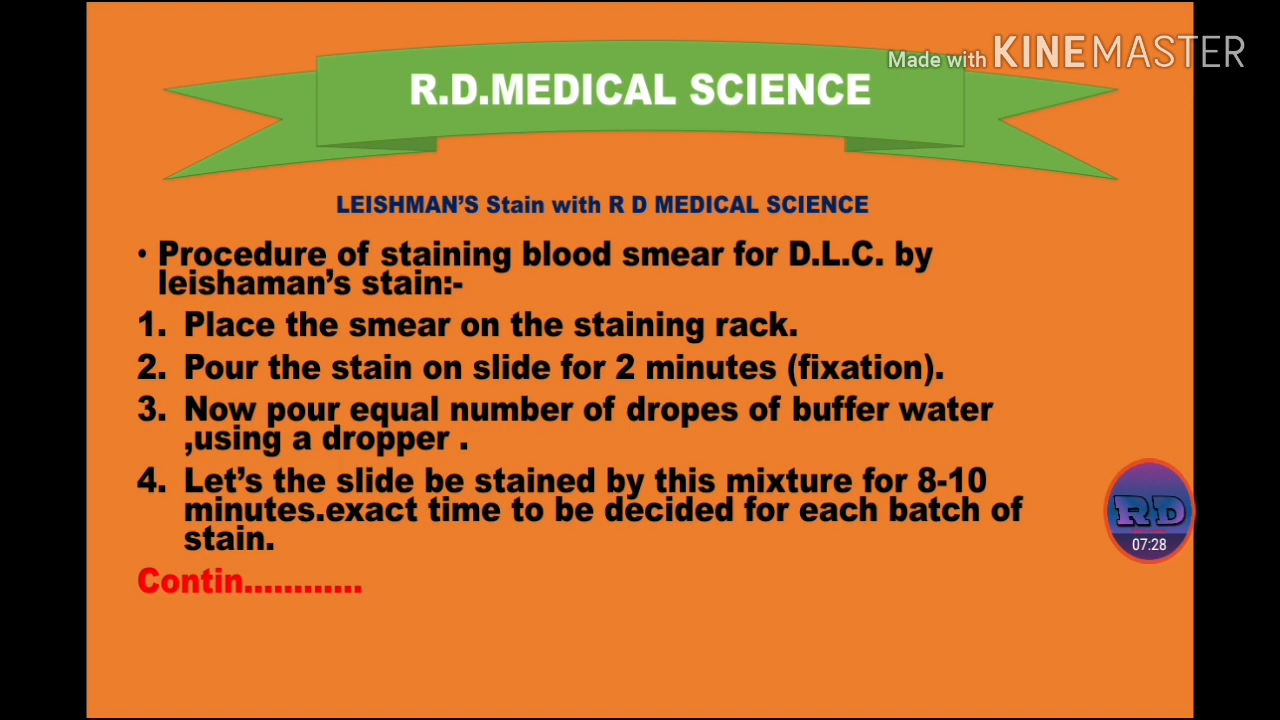 Made with KINEMASTER
R.D.MEDICAL SCIENCE
LEISHMAN’S Stain with R D MEDICAL SCIENCE
• Procedure of staining blood smear for D.L.C. by
leishaman’s stain:-
1. Place the smear on the staining rack.
2. Pour the stain on slide for 2 minutes (fixation).
3. Now pour equal number of dropes of buffer water
,using a dropper .
4. Let’s the slide be stained by this mixture for 8-10
minutes.exact time to be decided for each batch of
stain.
Contin............
RD
07:28